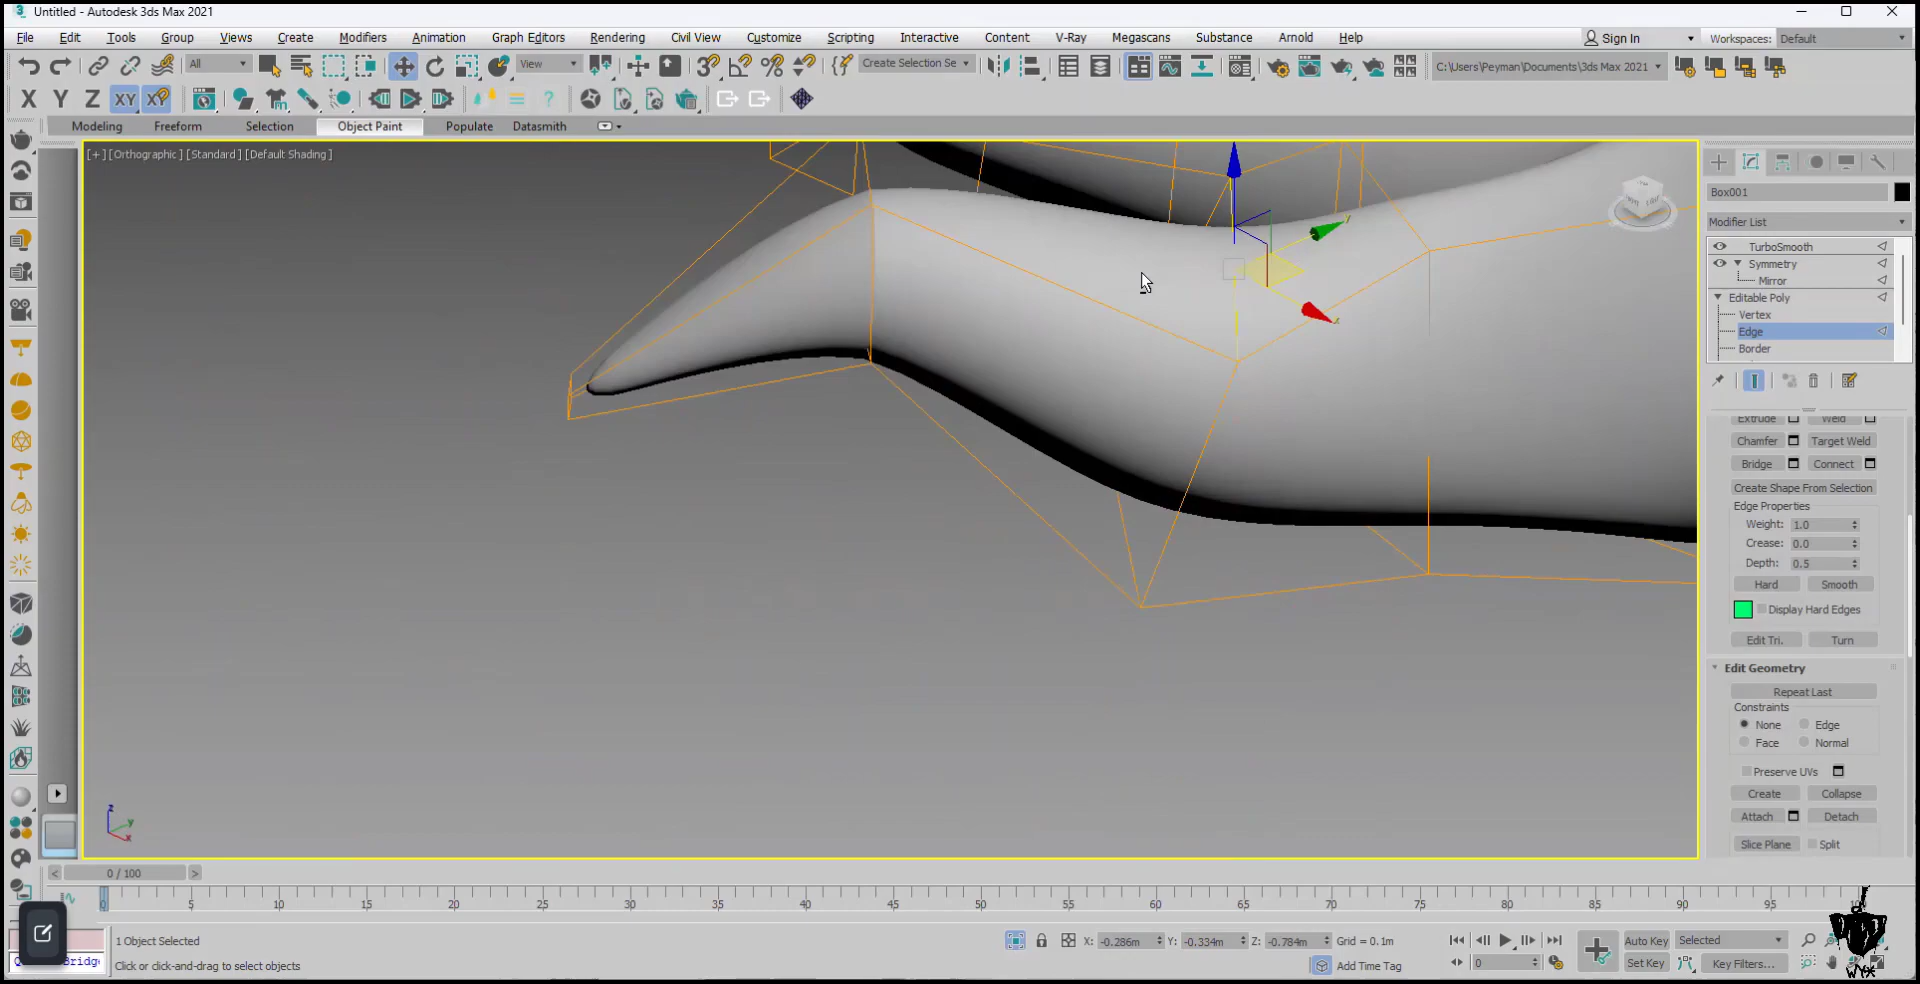 Untitled - Autodesk 3ds Max 2021
File Edit Tools Group Views Create Modifiers Animation Graph Editors Rendering Civil View Customize Scripting Interactive Content V-Ray Megascans Substance Arnold Help
Sign In
Workspaces: Default
All
View
Create Selection Se
C:\Users\Peyman\Documents\3ds Max 2021
X Y Z XY XY
Modeling Freeform Selection Object Paint Populate Datasmith
[+] [Orthographic] [Standard] [Default Shading]
Box001
Modifier List
TurboSmooth
Symmetry
Mirror
Editable Poly
Vertex
Edge
Border
Extrude Weld
Chamfer Target Weld
Bridge Connect
Create Shape From Selection
Edge Properties
Weight: 1.0
Crease: 0.0
Depth: 0.5
Hard Smooth
Display Hard Edges
Edit Tri. Turn
Edit Geometry
Repeat Last
Constraints
None Edge
Face Normal
Preserve UVs
Create Collapse
Attach Detach
Slice Plane Split
y
x
z
y
x
< 0 / 100 >
0 5 10 15 20 25 30 35 40 45 50 55 60 65 70 75 80 85 90 95
1 Object Selected
X: -0.286m Y: -0.334m Z: -0.784m Grid = 0.1m
Auto Key Selected
Click or click-and-drag to select objects
Add Time Tag
0
Set Key Key Filters...